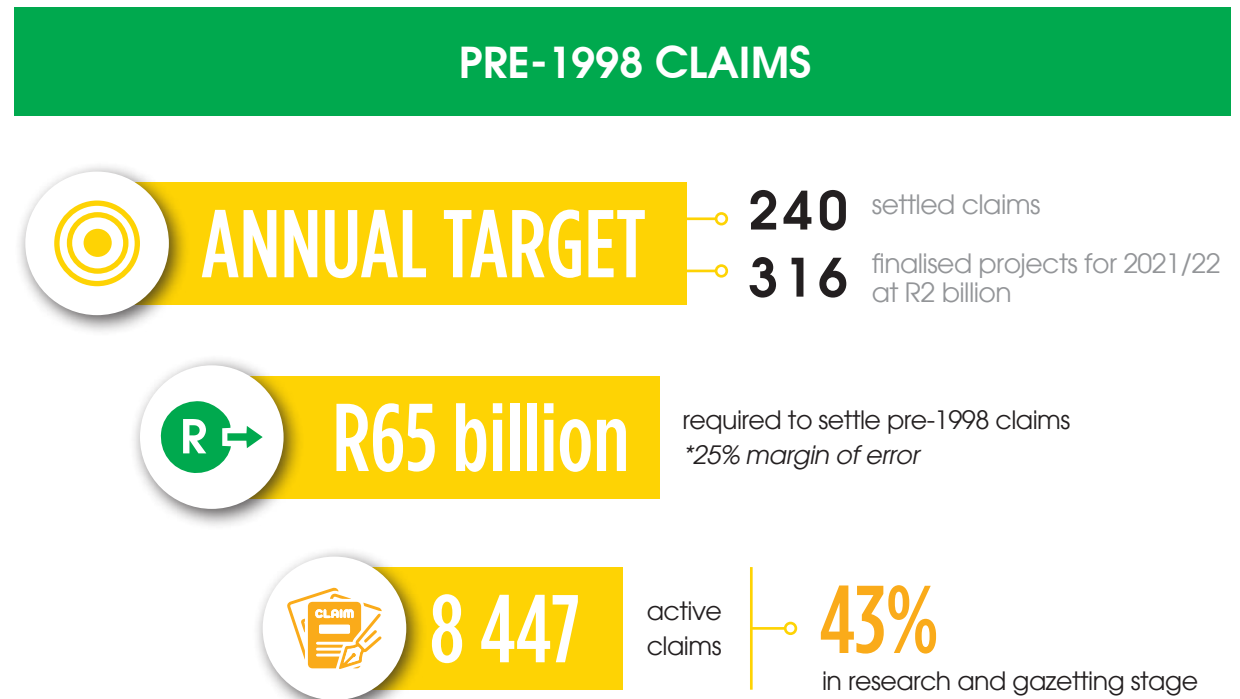 PRE-1998 CLAIMS
ANNUAL TARGET
240 settled claims
316 finalised projects for 2021/22
at R2 billion
R
R65 billion
required to settle pre-1998 claims
*25% margin of error
CLAIM
8 447
active
claims
43%
in research and gazetting stage